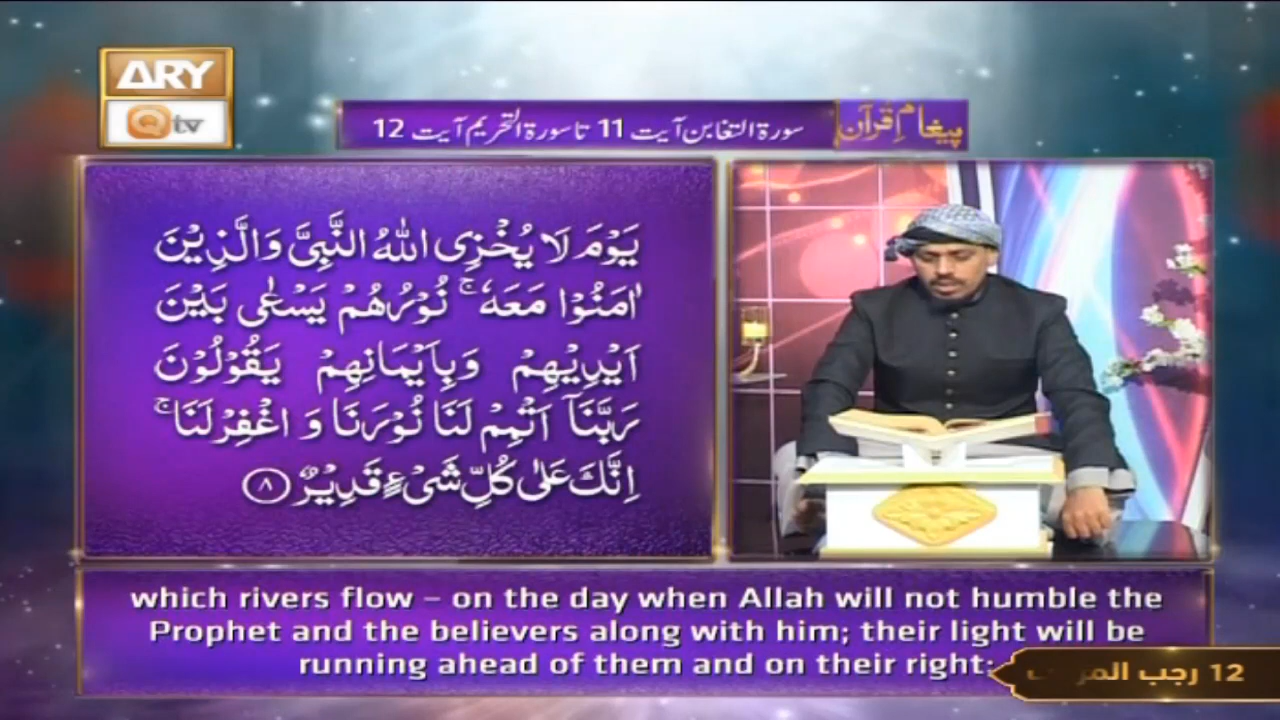 ARY
Qtv
پیغامِ قرآن
سورۃ التغابن آیت 11 تا سورۃ التحریم آیت 12
یَوْمَ لَا یُخْزِی اللّٰهُ النَّبِیَّ وَالَّذِیْنَ
اٰمَنُوْا مَعَهٗ ۚ نُوْرُهُمْ یَسْعٰی بَیْنَ
اَیْدِیْهِمْ وَبِاَیْمَانِهِمْ یَقُوْلُوْنَ
رَبَّنَاۤ اَتْمِمْ لَنَا نُوْرَنَا وَ اغْفِرْلَنَا ۚ
اِنَّكَ عَلٰی كُلِّ شَیْءٍ قَدِیْرٌ ۸
which rivers flow – on the day when Allah will not humble the
Prophet and the believers along with him; their light will be
running ahead of them and on their right;
12 رجب